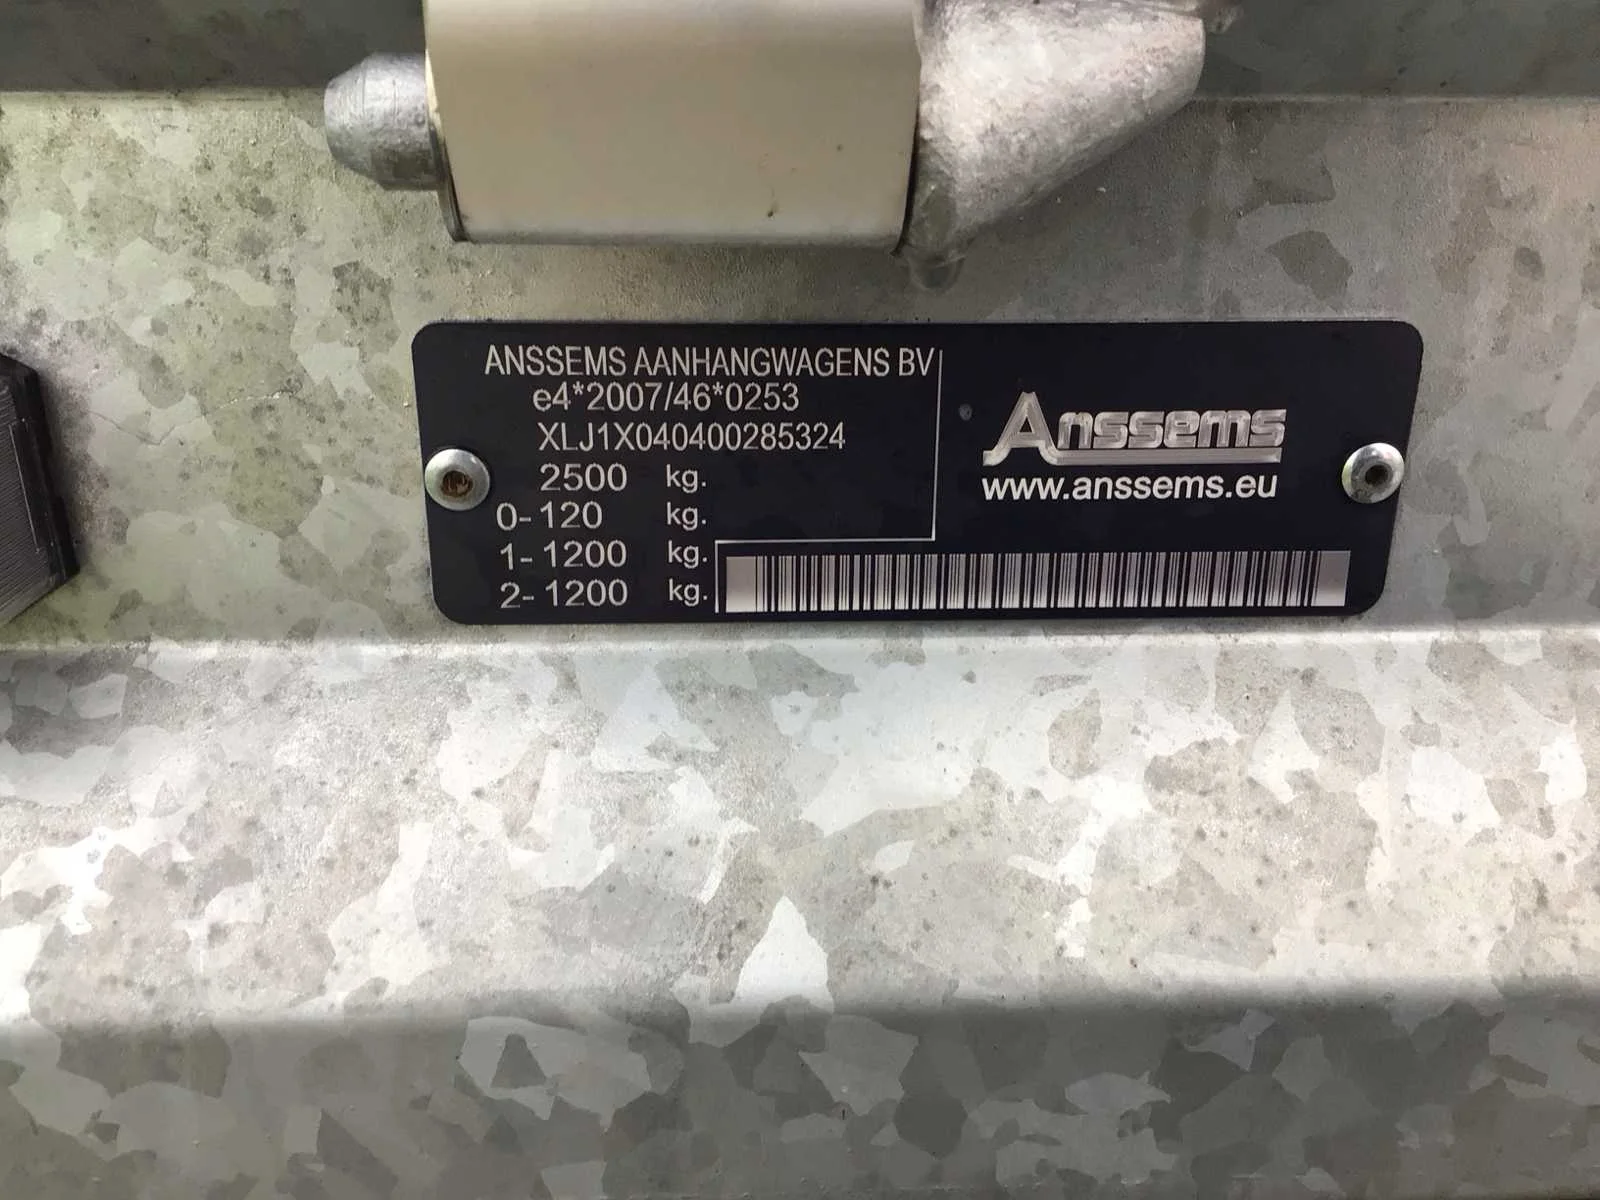 ANSSEMS AANHANGWAGENS BV
e4*2007/46*0253
XLJ1X040400285324
2500 kg.
0-120 kg.
1-1200 kg.
2-1200 kg.
Anssems
www.anssems.eu